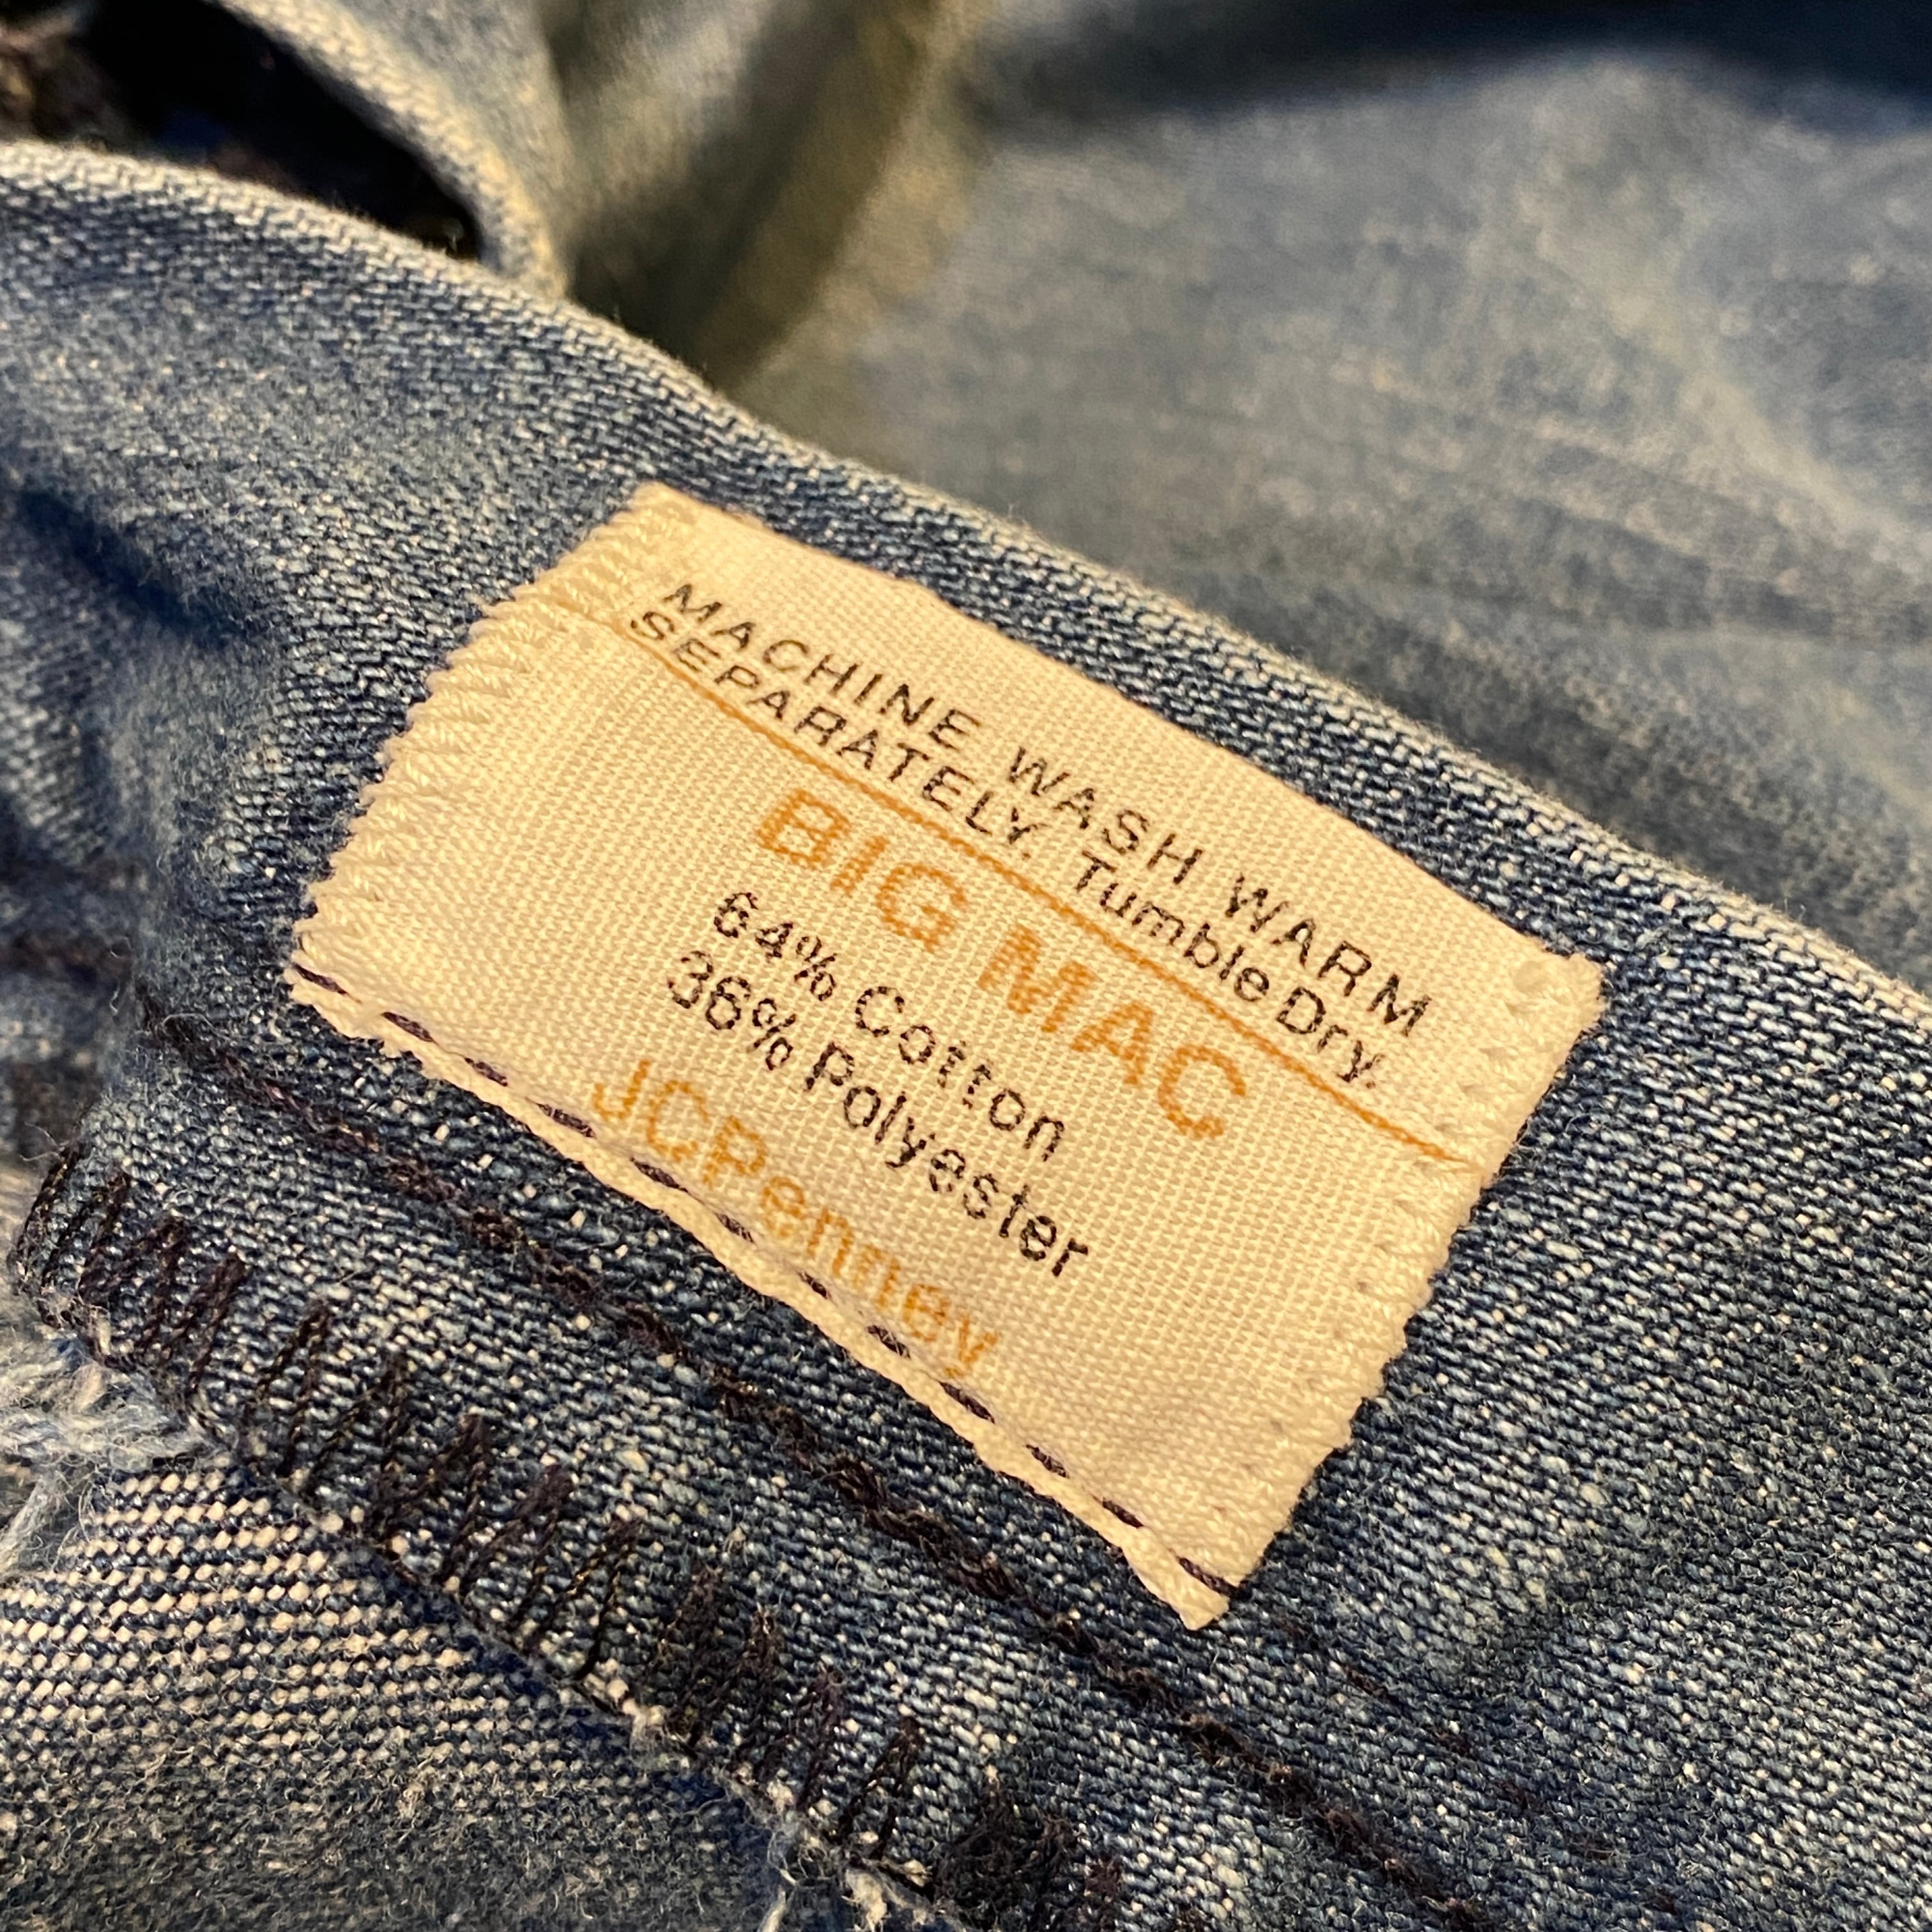 MACHINE WASH WARM
SEPARATELY. Tumble Dry.
BIG MAC
64% Cotton
36% Polyester
JCPenney